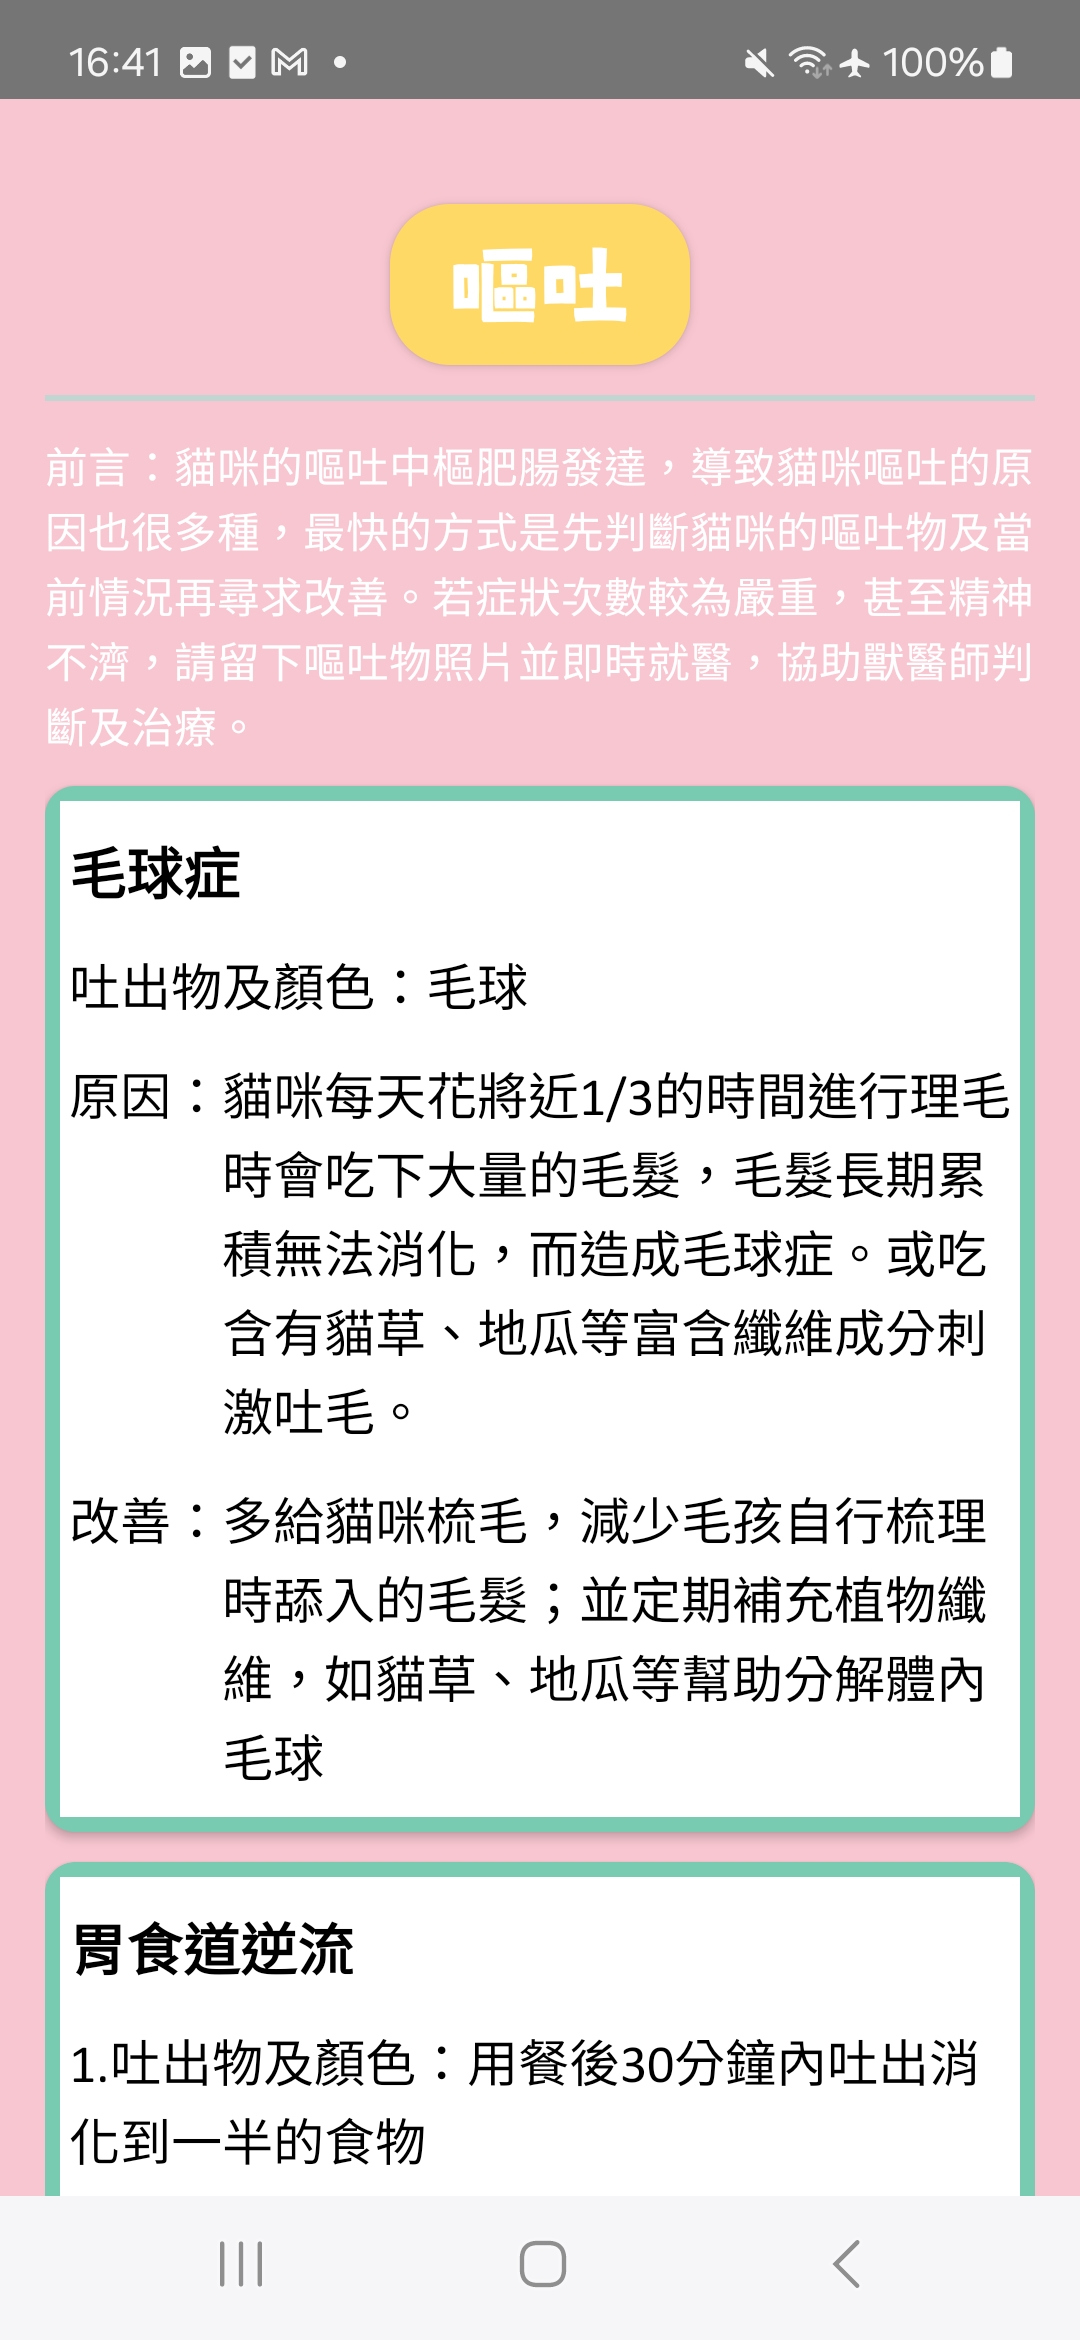 16:41
100%
嘔吐
前言：貓咪的嘔吐中樞肥腸發達，導致貓咪嘔吐的原
因也很多種，最快的方式是先判斷貓咪的嘔吐物及當
前情況再尋求改善。若症狀次數較為嚴重，甚至精神
不濟，請留下嘔吐物照片並即時就醫，協助獸醫師判
斷及治療。
毛球症
吐出物及顏色：毛球
原因：貓咪每天花將近1/3的時間進行理毛
時會吃下大量的毛髮，毛髮長期累
積無法消化，而造成毛球症。或吃
含有貓草、地瓜等富含纖維成分刺
激吐毛。
改善：多給貓咪梳毛，減少毛孩自行梳理
時舔入的毛髮；並定期補充植物纖
維，如貓草、地瓜等幫助分解體內
毛球
胃食道逆流
1.吐出物及顏色：用餐後30分鐘內吐出消
化到一半的食物